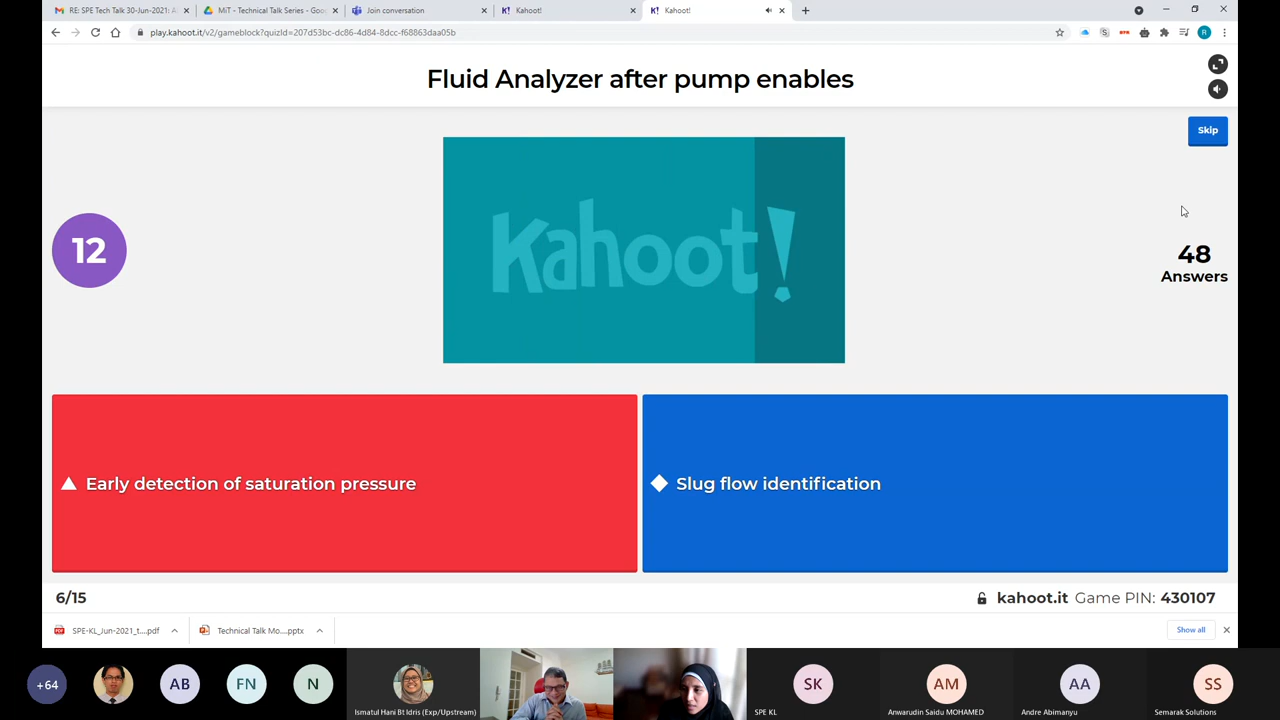 RE: SPE Tech Talk 30-Jun-2021: A
MiT - Technical Talk Series - Goo
Join conversation
Kahoot!
Kahoot!
play.kahoot.it/v2/gameblock?quizId=207d53bc-dc86-4d84-8dcc-f68863daa05b
R
Fluid Analyzer after pump enables
Skip
Kahoot!
12
48
Answers
Early detection of saturation pressure
Slug flow identification
6/15
kahoot.it Game PIN: 430107
SPE-KL_Jun-2021_t....pdf
Technical Talk Mo....pptx
Show all
+64
AB
FN
N
Ismatul Hani Bt Idris (Exp/Upstream)
SK
SPE KL
AM
Anwarudin Saidu MOHAMED
AA
Andre Abimanyu
SS
Semarak Solutions